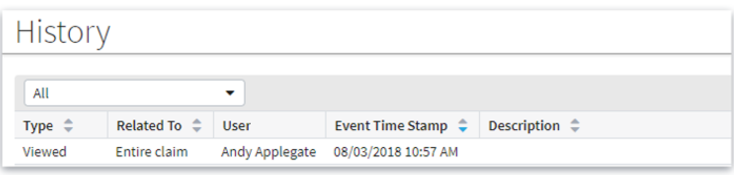 History
All
Type Related To User Event Time Stamp Description
Viewed Entire claim Andy Applegate 08/03/2018 10:57 AM